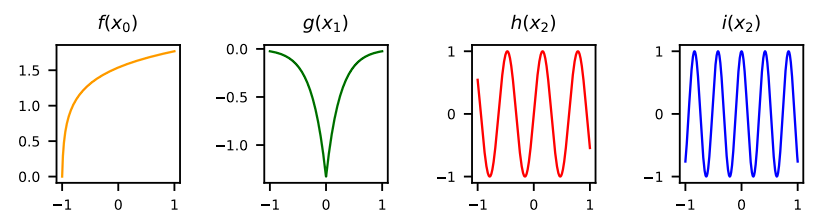 f(x₀) g(x₁) h(x₂) i(x₂)
1.5 0.0 1 1
1.0 −0.5 0 0
0.5 −1.0 −1 −1
0.0
−1 0 1 −1 0 1 −1 0 1 −1 0 1